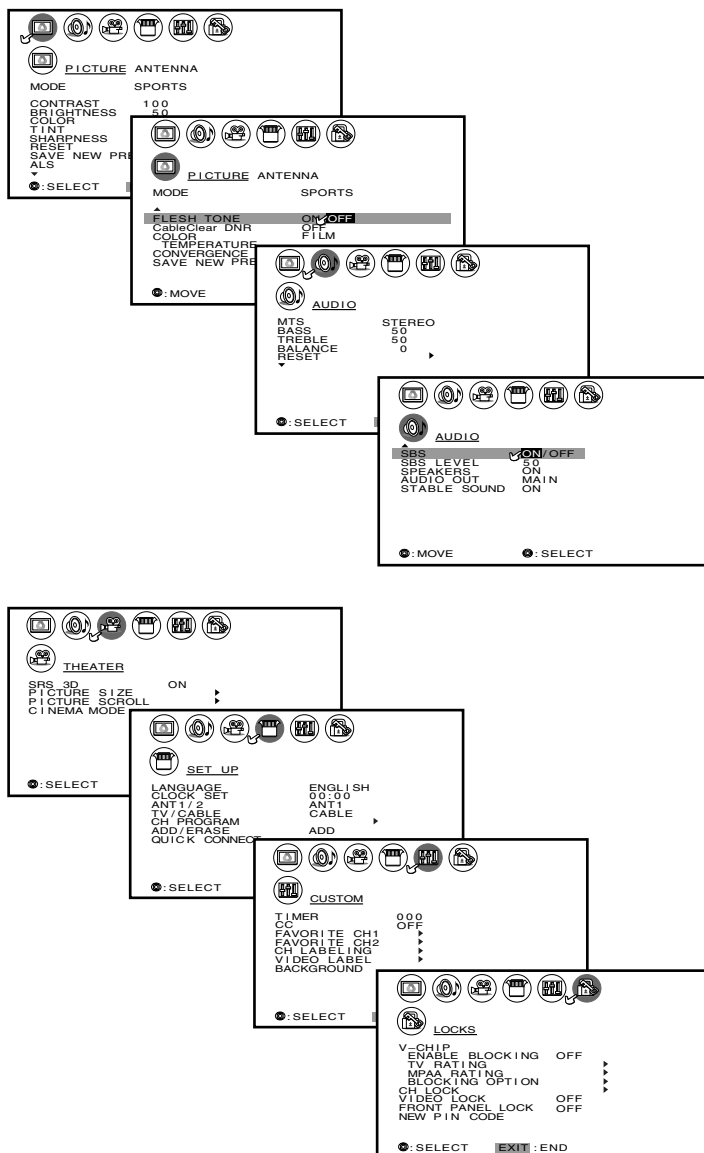 PICTURE ANTENNA
MODE SPORTS
CONTRAST 100
BRIGHTNESS 50
COLOR
TINT
SHARPNESS
RESET
SAVE NEW PRE
ALS
:SELECT
PICTURE ANTENNA
MODE SPORTS
FLESH TONE ON OFF
CableClear DNR OFF
COLOR FILM
TEMPERATURE
CONVERGENCE
SAVE NEW PRE
:MOVE
AUDIO
MTS STEREO
BASS 50
TREBLE 50
BALANCE 0
RESET
:SELECT
AUDIO
SBS ON/OFF
SBS LEVEL 50
SPEAKERS ON
AUDIO OUT MAIN
STABLE SOUND ON
:MOVE :SELECT
THEATER
SRS 3D ON
PICTURE SIZE
PICTURE SCROLL
CINEMA MODE
:SELECT
SET UP
LANGUAGE ENGLISH
CLOCK SET 00:00
ANT1/2 ANT1
TV/CABLE CABLE
CH PROGRAM
ADD/ERASE ADD
QUICK CONNECT
:SELECT
CUSTOM
TIMER 000
CC OFF
FAVORITE CH1
FAVORITE CH2
CH LABELING
VIDEO LABEL
BACKGROUND
:SELECT
LOCKS
V-CHIP
ENABLE BLOCKING OFF
TV RATING
MPAA RATING
BLOCKING OPTION
CH LOCK
VIDEO LOCK OFF
FRONT PANEL LOCK OFF
NEW PIN CODE
:SELECT EXIT :END